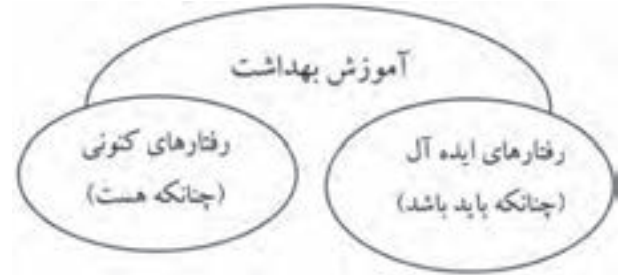 آموزش بهداشت
رفتارهای ایده آل
(چنانکه باید باشد)
رفتارهای کنونی
(چنانکه هست)